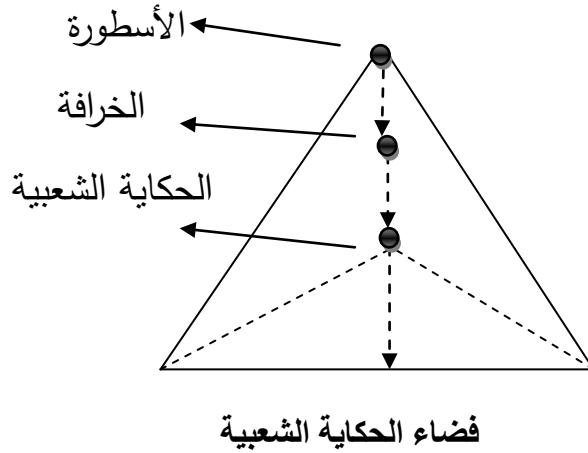 الأسطورة
الخرافة
الحكاية الشعبية
فضاء الحكاية الشعبية